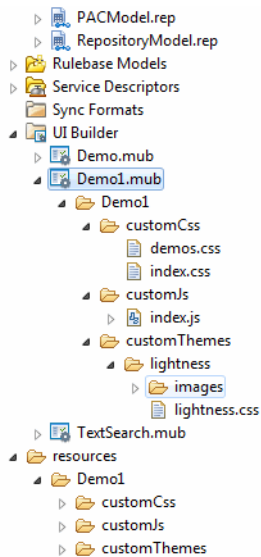 PACModel.rep
RepositoryModel.rep
Rulebase Models
Service Descriptors
Sync Formats
UI Builder
Demo.mub
Demo1.mub
Demo1
customCss
demos.css
index.css
customJs
index.js
customThemes
lightness
images
lightness.css
TextSearch.mub
resources
Demo1
customCss
customJs
customThemes